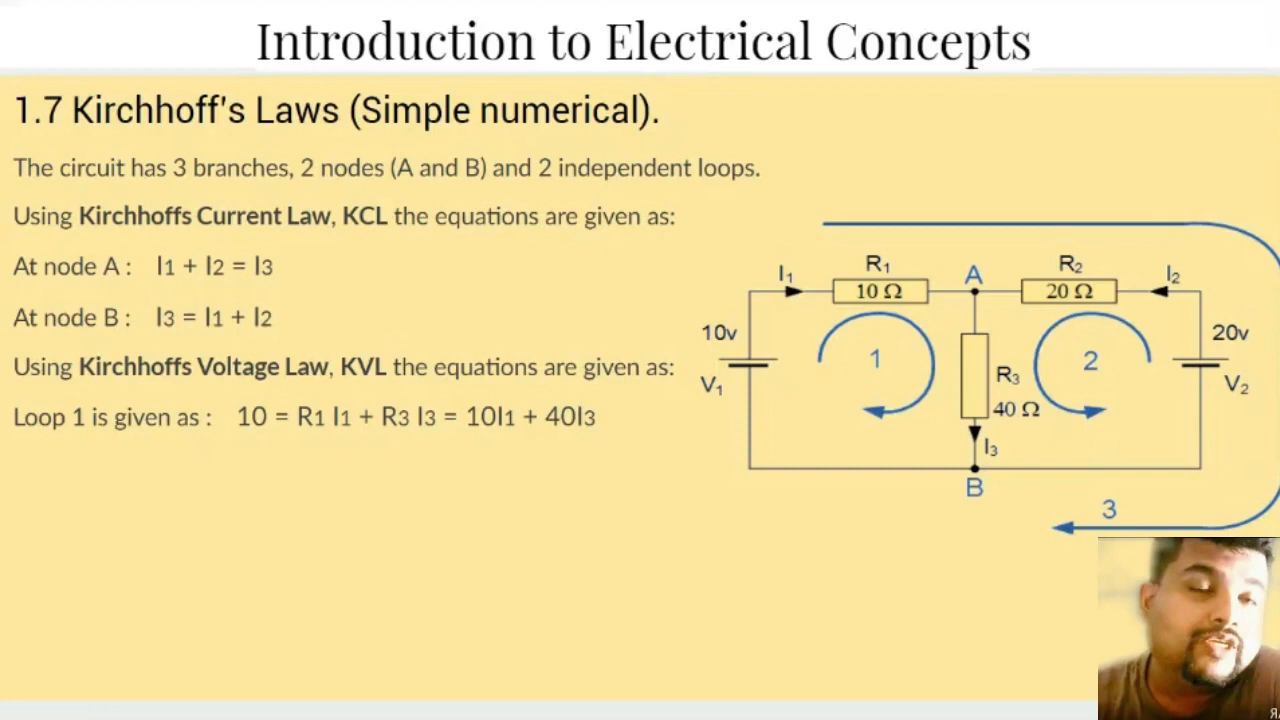 Introduction to Electrical Concepts
1.7 Kirchhoff's Laws (Simple numerical).
The circuit has 3 branches, 2 nodes (A and B) and 2 independent loops.
Using Kirchhoffs Current Law, KCL the equations are given as:
At node A :   I1 + I2 = I3
At node B :   I3 = I1 + I2
Using Kirchhoffs Voltage Law, KVL the equations are given as:
Loop 1 is given as :   10 = R1 I1 + R3 I3 = 10I1 + 40I3
I1
R1
A
R2
I2
10 Ω
20 Ω
10v
20v
1
2
V1
R3
V2
40 Ω
I3
B
3
Я